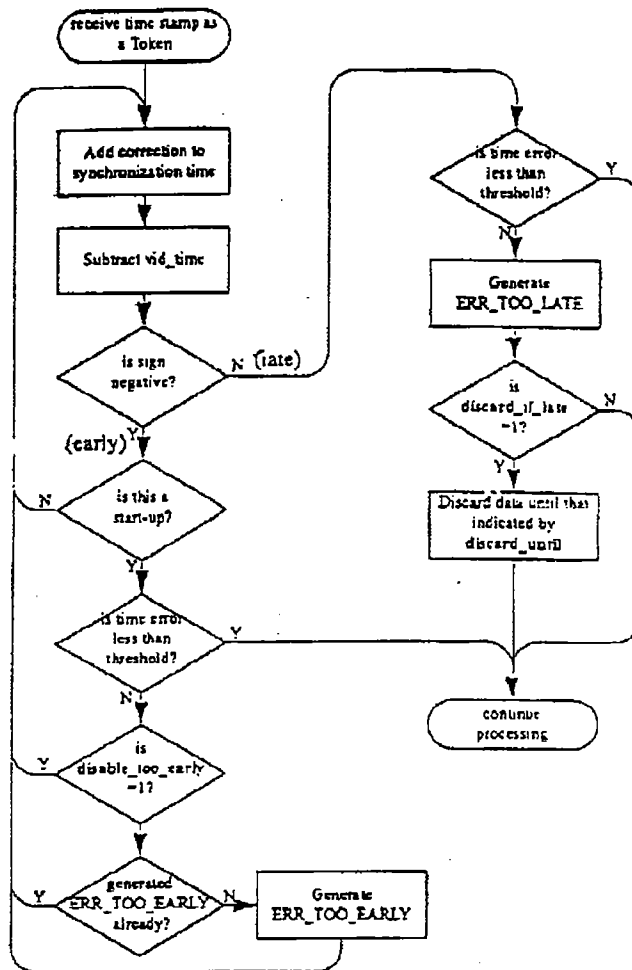 receive time stamp as
a Token
Add correction to
synchronization time
Subtract vid_time
is sign
negative?
N (late)
(early) Y
is this a
start-up?
N
Y
is time error
less than
threshold?
Y
N
is
disable_too_early
=1?
Y
generated
ERR_TOO_EARLY
already?
Y
N
Generate
ERR_TOO_EARLY
is time error
less than
threshold?
Y
N
Generate
ERR_TOO_LATE
is
discard_if_late
=1?
N
Y
Discard data until that
indicated by
discard_until
continue
processing